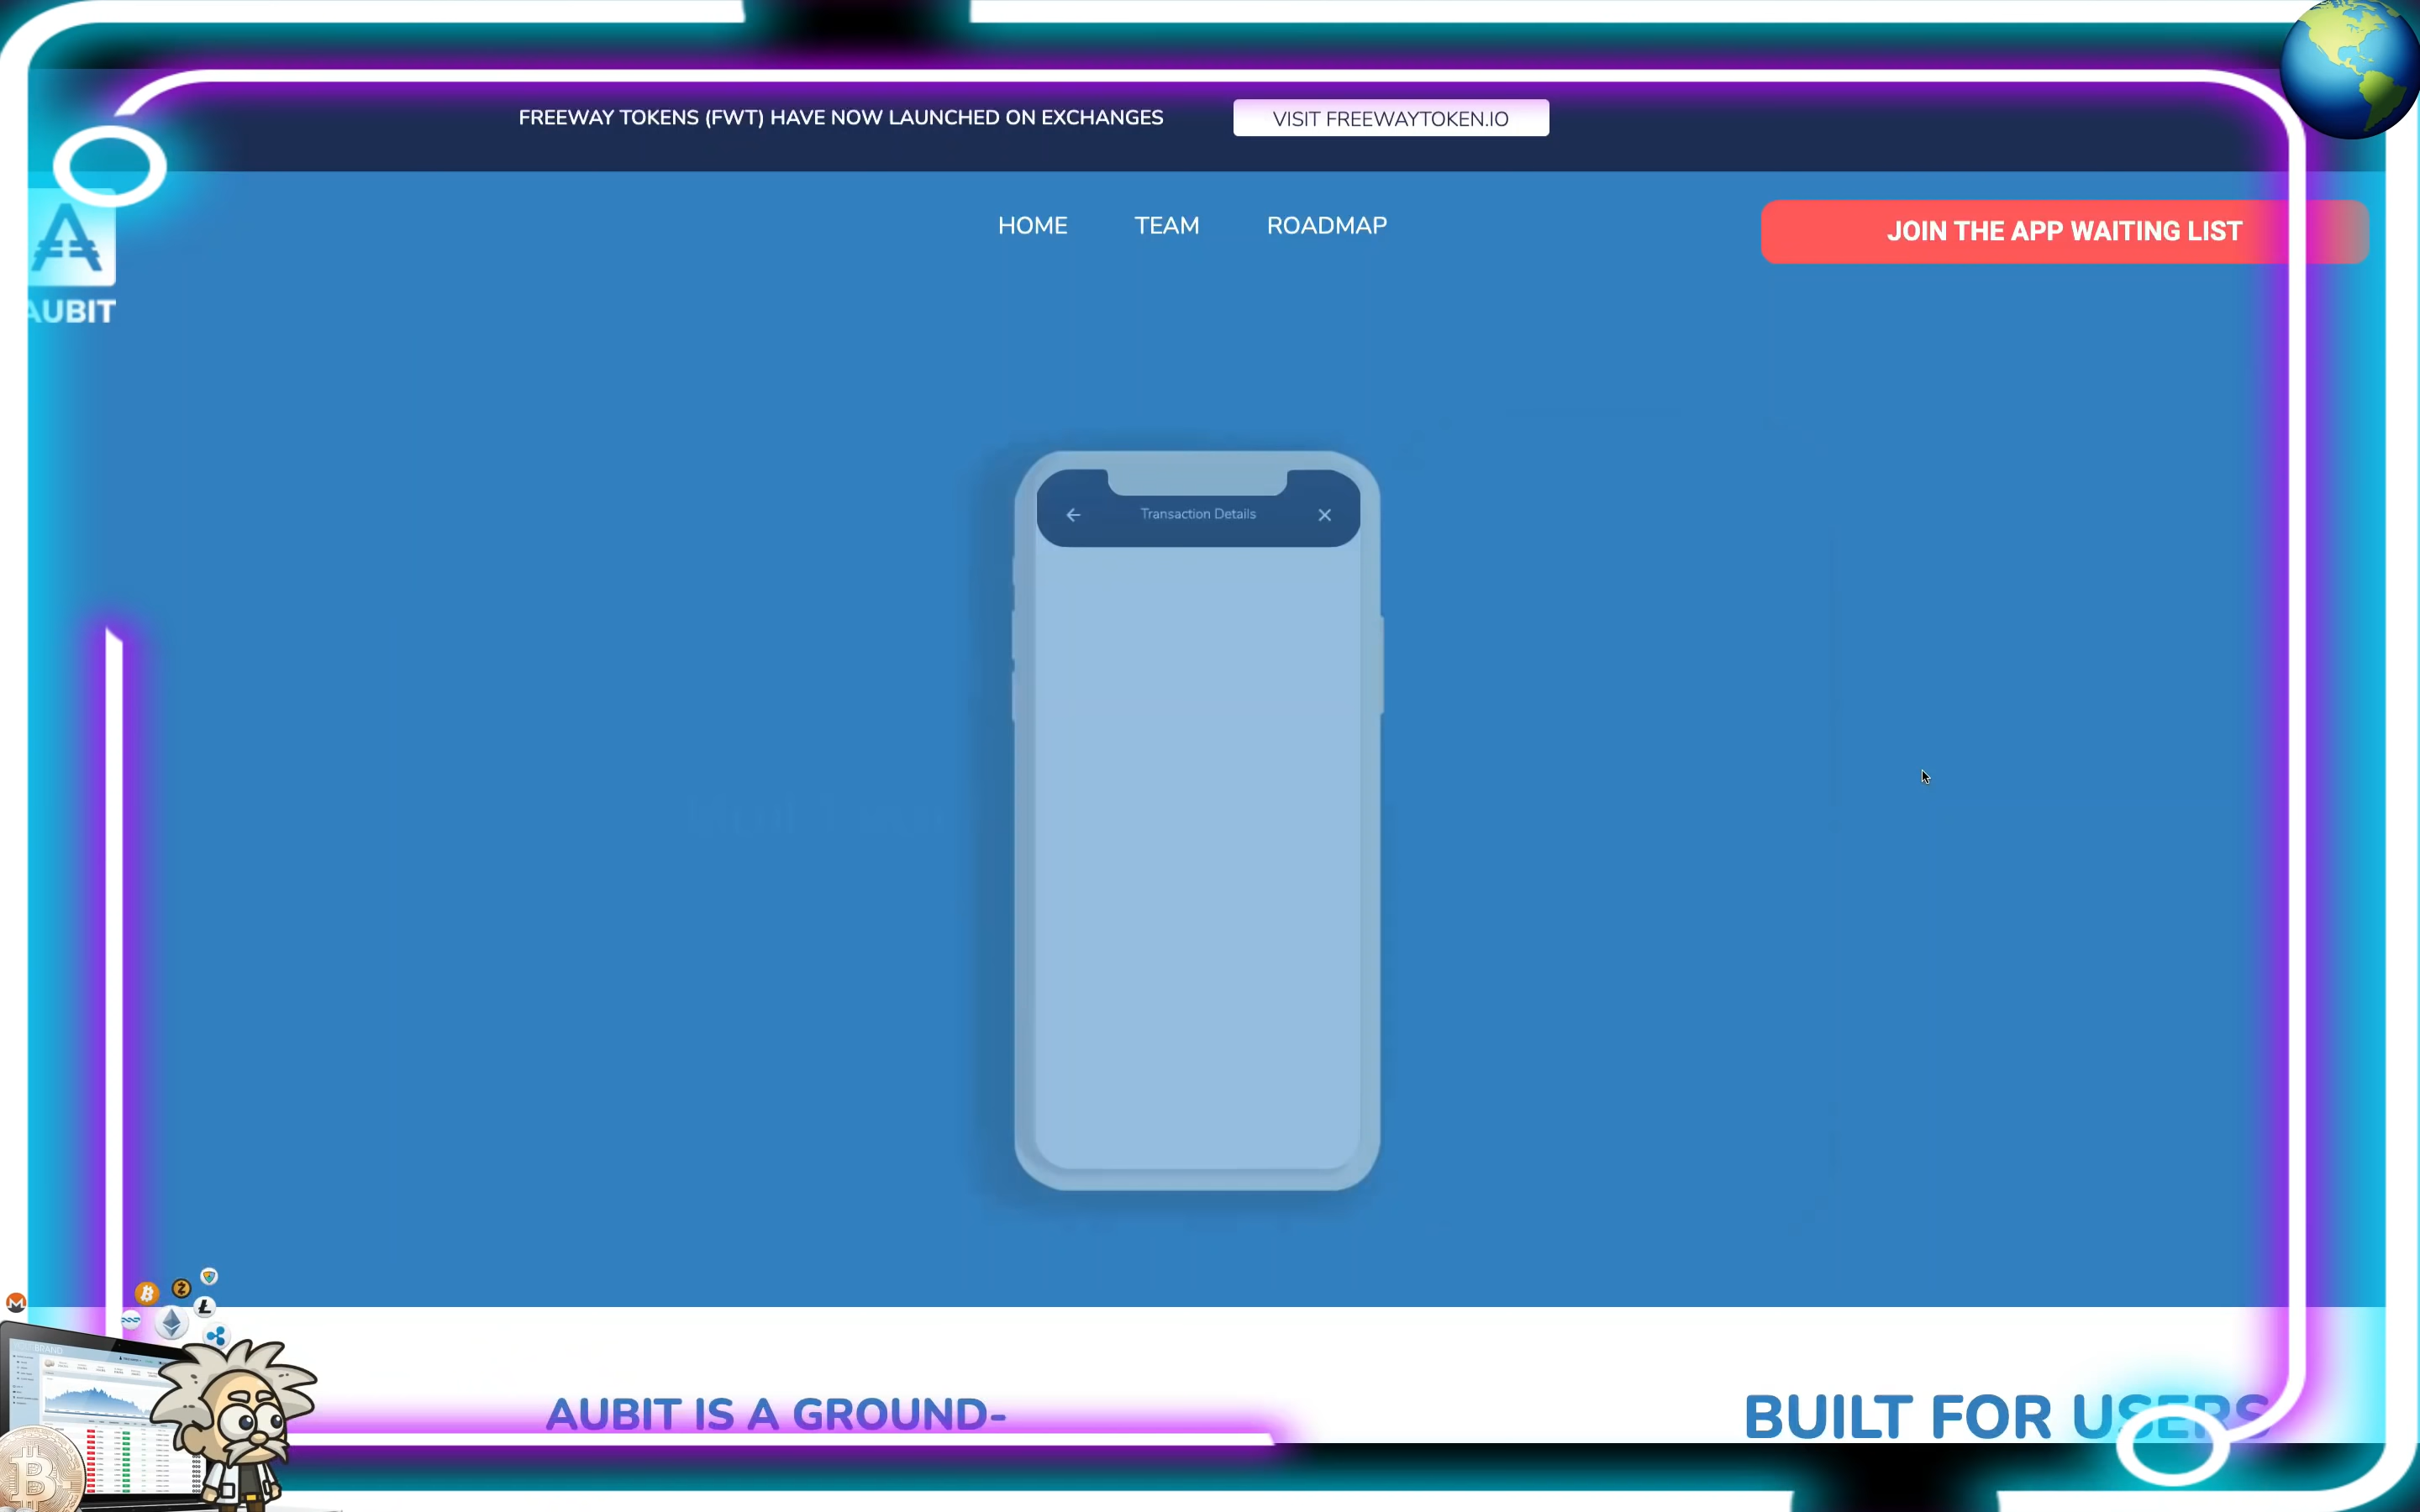 FREEWAY TOKENS (FWT) HAVE NOW LAUNCHED ON EXCHANGES
VISIT FREEWAYTOKEN.IO
HOME
TEAM
ROADMAP
JOIN THE APP WAITING LIST
AUBIT
Transaction Details
AUBIT IS A GROUND-
BUILT FOR USERS